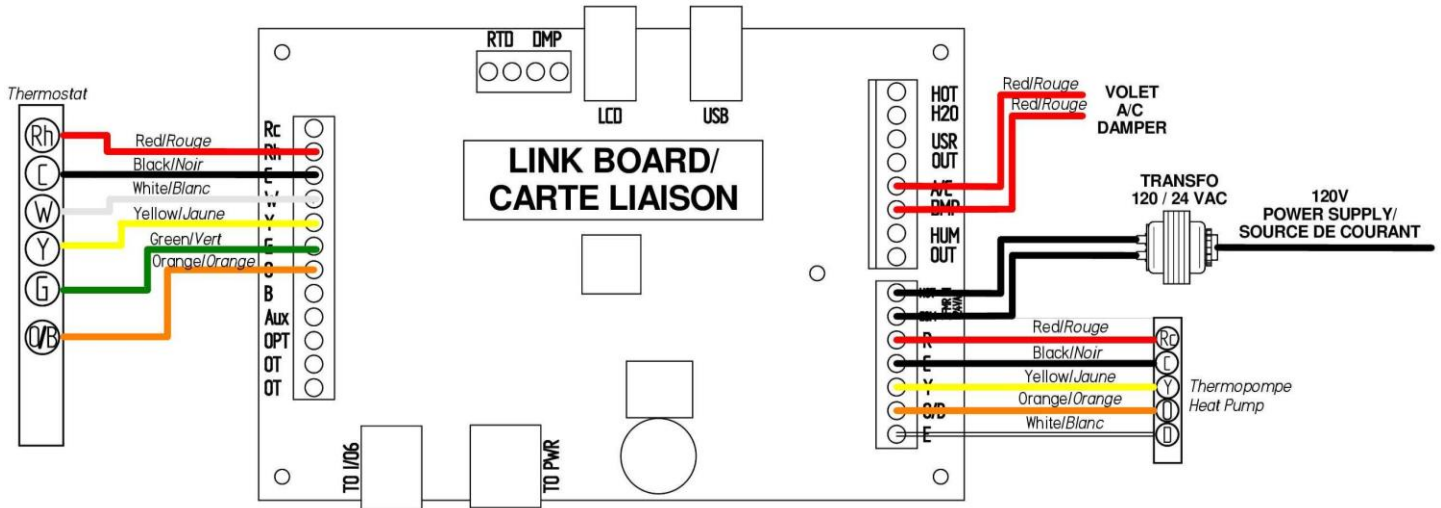 Thermostat
Rh
C
W
Y
G
O/B
Red/Rouge
Black/Noir
White/Blanc
Yellow/Jaune
Green/Vert
Orange/Orange
Rc
Rh
W
Y
B
Aux
OPT
OT
OT
RTD DMP
LCD
USB
LINK BOARD/
CARTE LIAISON
TO I/O6
TO PWR
HOT
H2O
USR
OUT
A/C
DMP
HUM
OUT
R
Y
O/B
Red/Rouge
Red/Rouge
VOLET
A/C
DAMPER
TRANSFO
120 / 24 VAC
120V
POWER SUPPLY/
SOURCE DE COURANT
Red/Rouge
Black/Noir
Yellow/Jaune
Orange/Orange
White/Blanc
Rc
C
Y
O
D
Thermopompe
Heat Pump